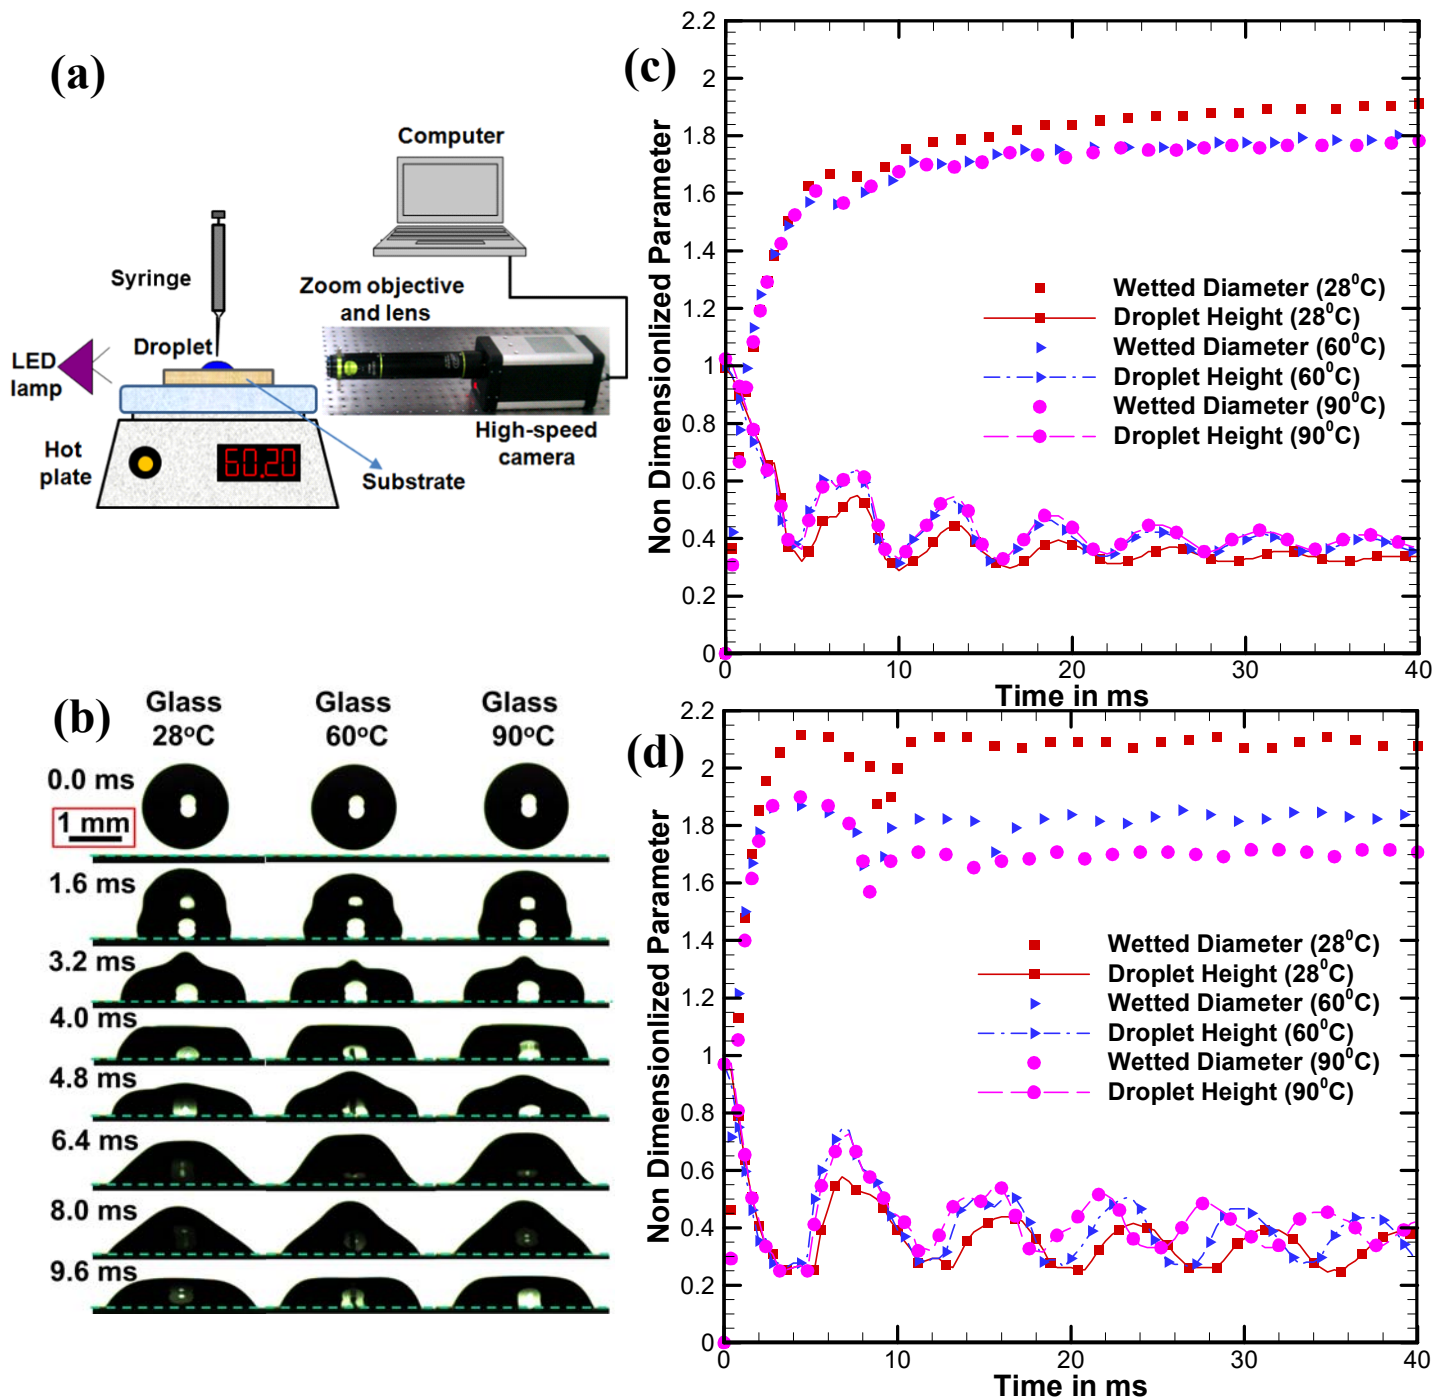 (a)
Computer
Syringe
Zoom objective
and lens
Droplet
LED
lamp
Hot
plate
60.20
High-speed
camera
Substrate
(b)
Glass
28°C
Glass
60°C
Glass
90°C
0.0 ms
1 mm
1.6 ms
3.2 ms
4.0 ms
4.8 ms
6.4 ms
8.0 ms
9.6 ms
(c)
Non Dimensionlized Parameter
2.2
2
1.8
1.6
1.4
1.2
1
0.8
0.6
0.4
0.2
0
Wetted Diameter (28⁰C)
Droplet Height (28⁰C)
Wetted Diameter (60⁰C)
Droplet Height (60⁰C)
Wetted Diameter (90⁰C)
Droplet Height (90⁰C)
0 10 20 30 40
Time in ms
(d)
Non Dimensionlized Parameter
2.2
2
1.8
1.6
1.4
1.2
1
0.8
0.6
0.4
0.2
0
Wetted Diameter (28⁰C)
Droplet Height (28⁰C)
Wetted Diameter (60⁰C)
Droplet Height (60⁰C)
Wetted Diameter (90⁰C)
Droplet Height (90⁰C)
0 10 20 30 40
Time in ms